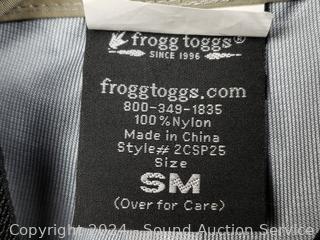 frogg toggs®
SINCE 1996
froggtoggs.com
800-349-1835
100%Nylon
Made in China
Style# 2CSP25
Size
SM
(Over for Care)
Copyright 2024 - Sound Auction Service